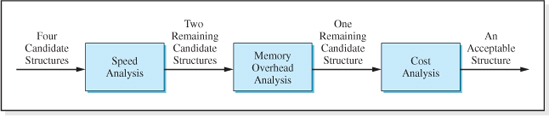 Four
Candidate
Structures
Speed
Analysis
Two
Remaining
Candidate
Structures
Memory
Overhead
Analysis
One
Remaining
Candidate
Structure
Cost
Analysis
An
Acceptable
Structure